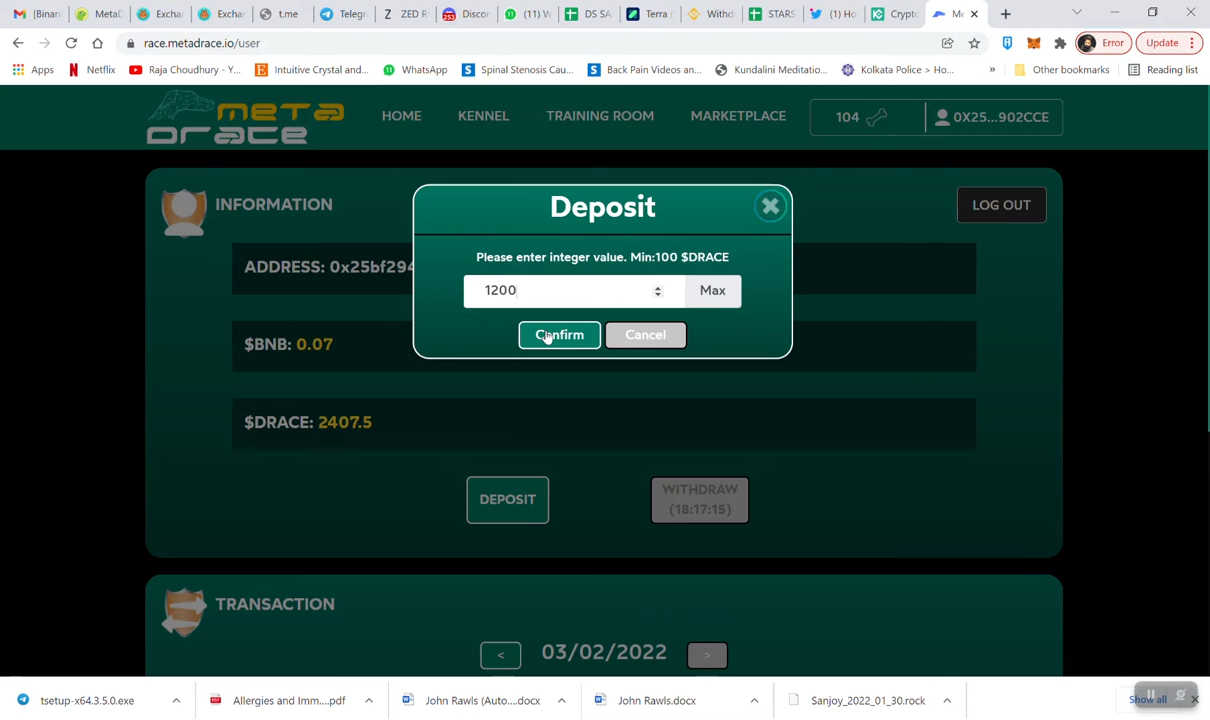 [Binan
MetaD
Excha
Excha
t.me
Telegr
ZED R
Discor
(11) W
DS SA
Terra (
Withd
STARS
(1) Ho
Crypto
Me
race.metadrace.io/user
Error
Update
Apps
Netflix
Raja Choudhury - Y...
Intuitive Crystal and...
WhatsApp
Spinal Stenosis Cau...
Back Pain Videos an...
Kundalini Meditatio...
Kolkata Police > Ho...
»
Other bookmarks
Reading list
META DRACE
HOME
KENNEL
TRAINING ROOM
MARKETPLACE
104
0X25...902CCE
INFORMATION
LOG OUT
Deposit
Please enter integer value. Min:100 $DRACE
1200
Max
Confirm
Cancel
ADDRESS: 0x25bf294
$BNB: 0.07
$DRACE: 2407.5
DEPOSIT
WITHDRAW
(18:17:15)
TRANSACTION
<
03/02/2022
>
tsetup-x64.3.5.0.exe
Allergies and Imm....pdf
John Rawls (Auto....docx
John Rawls.docx
Sanjoy_2022_01_30.rock
Show all